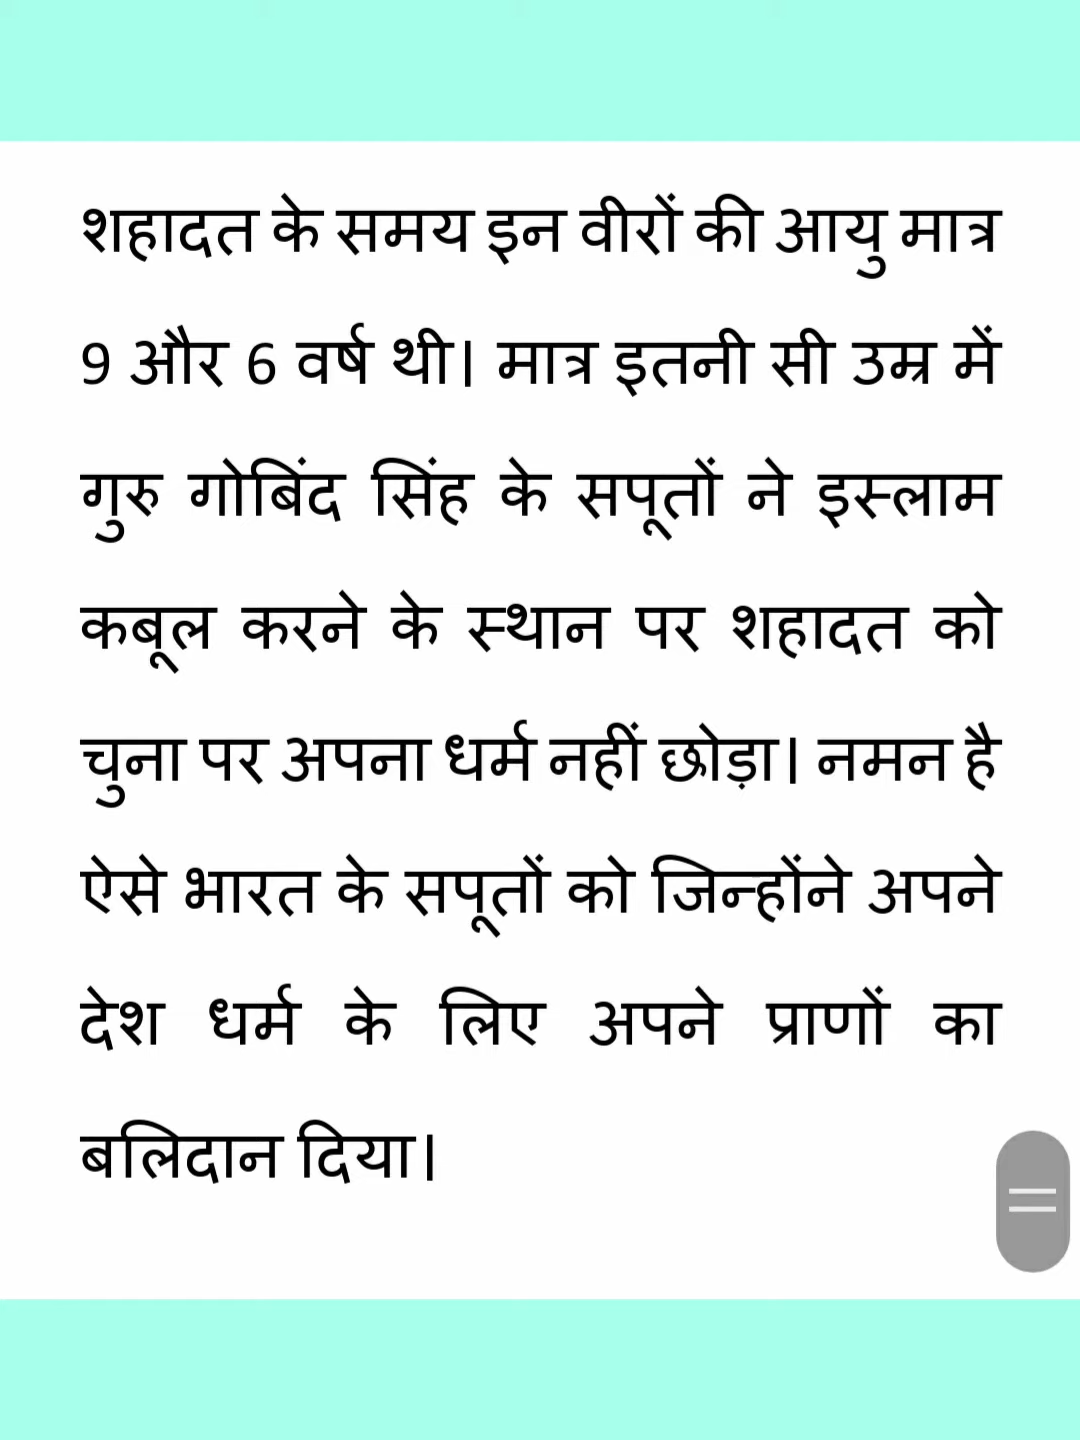 शहादत के समय इन वीरों की आयु मात्र
9 और 6 वर्ष थी। मात्र इतनी सी उम्र में
गुरु गोबिंद सिंह के सपूतों ने इस्लाम
कबूल करने के स्थान पर शहादत को
चुना पर अपना धर्म नहीं छोड़ा। नमन है
ऐसे भारत के सपूतों को जिन्होंने अपने
देश धर्म के लिए अपने प्राणों का
बलिदान दिया।